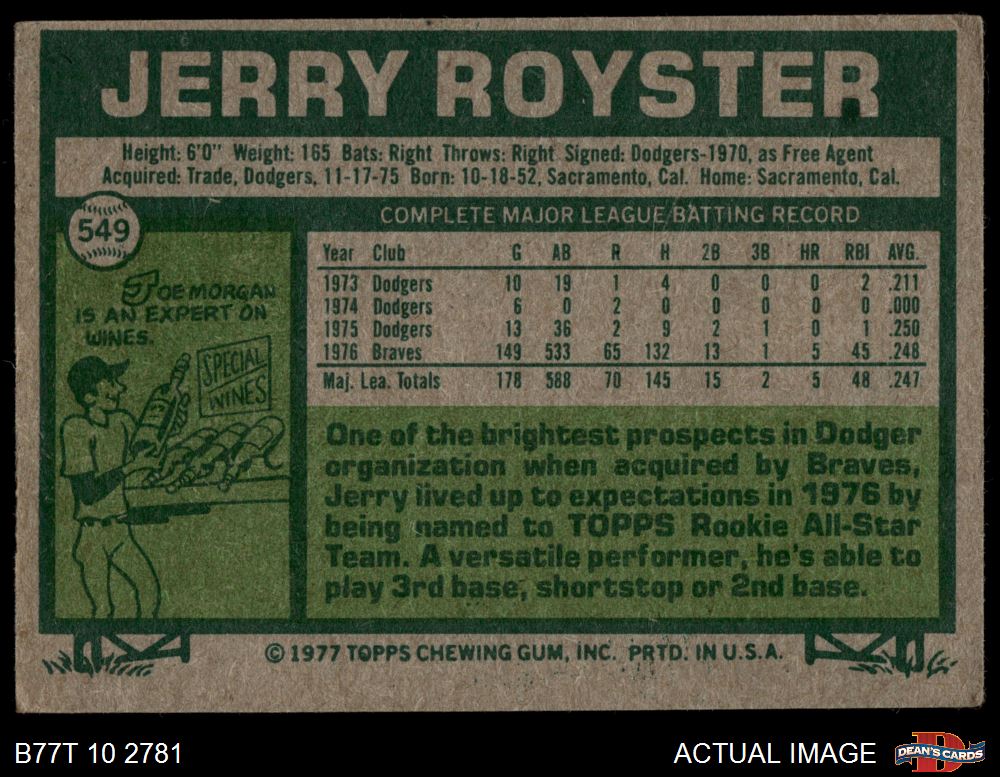 JERRY ROYSTER
Height: 6'0" Weight: 165 Bats: Right Throws: Right Signed: Dodgers-1970, as Free Agent
Acquired: Trade, Dodgers, 11-17-75 Born: 10-18-52, Sacramento, Cal. Home: Sacramento, Cal.
549
JOE MORGAN
IS AN EXPERT ON
WINES.
SPECIAL
WINES
COMPLETE MAJOR LEAGUE BATTING RECORD
Year Club G AB R H 2B 3B HR RBI AVG.
1973 Dodgers 10 19 1 4 0 0 0 2 .211
1974 Dodgers 6 0 2 0 0 0 0 0 .000
1975 Dodgers 13 36 2 9 2 1 0 1 .250
1976 Braves 149 533 65 132 13 1 5 45 .248
Maj. Lea. Totals 178 588 70 145 15 2 5 48 .247
One of the brightest prospects in Dodger
organization when acquired by Braves,
Jerry lived up to expectations in 1976 by
being named to TOPPS Rookie All-Star
Team. A versatile performer, he's able to
play 3rd base, shortstop or 2nd base.
© 1977 TOPPS CHEWING GUM, INC. PRTD. IN U.S.A.
B77T 10 2781
ACTUAL IMAGE
D
DEAN'S CARDS